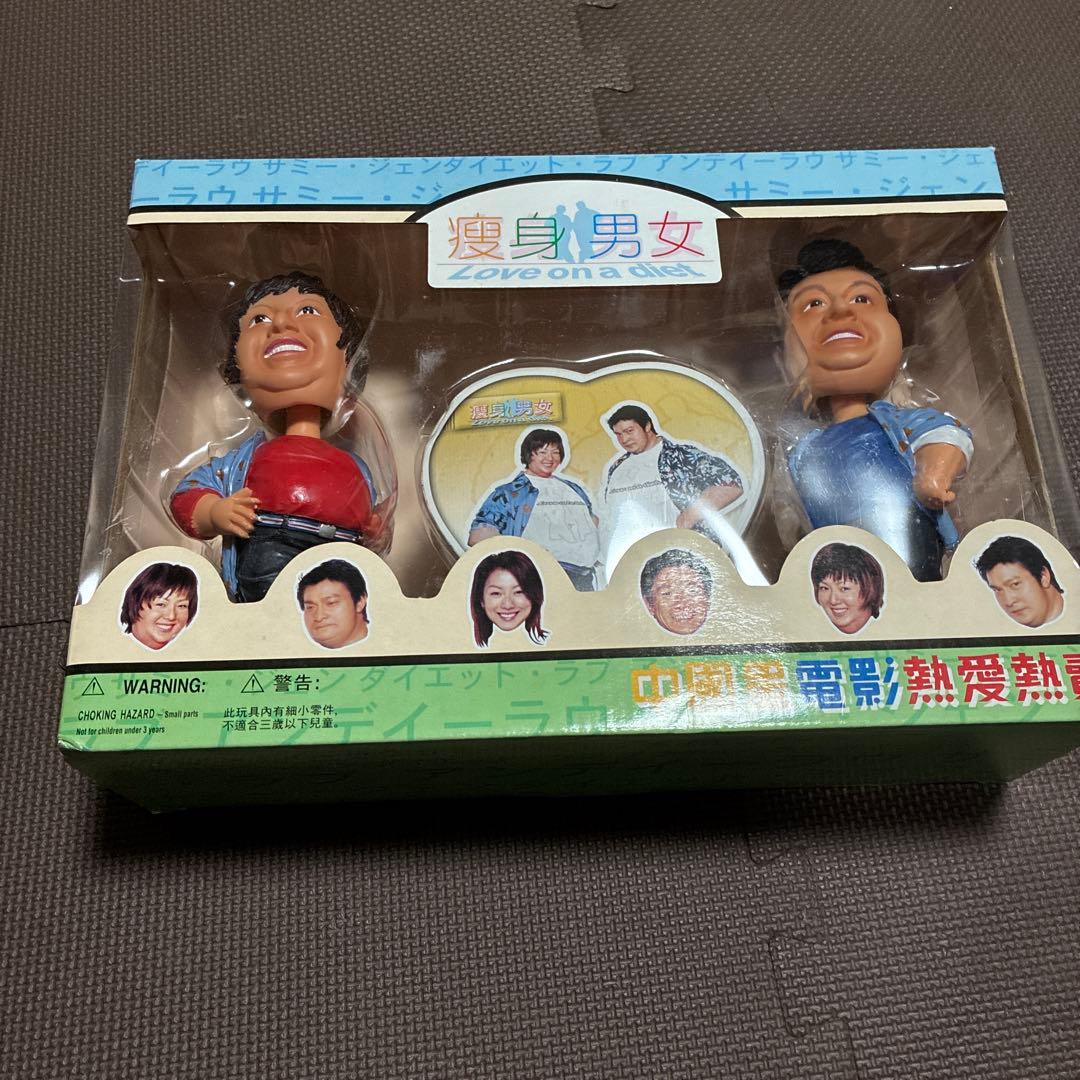 ディーラウ サミー・ジェンダイエット・ラブ アンディーラウ サミー・ジェ
ーラウ サミー・ジ
サミー・ジェン
瘦身男女
Love on a diet
瘦身男女
WARNING:
警告:
CHOKING HAZARD - Small parts
Not for children under 3 years
此玩具內有細小零件,
不適合三歲以下兒童。
ン ダイエット・ラブ
アンディーラウ
電影熱愛熱